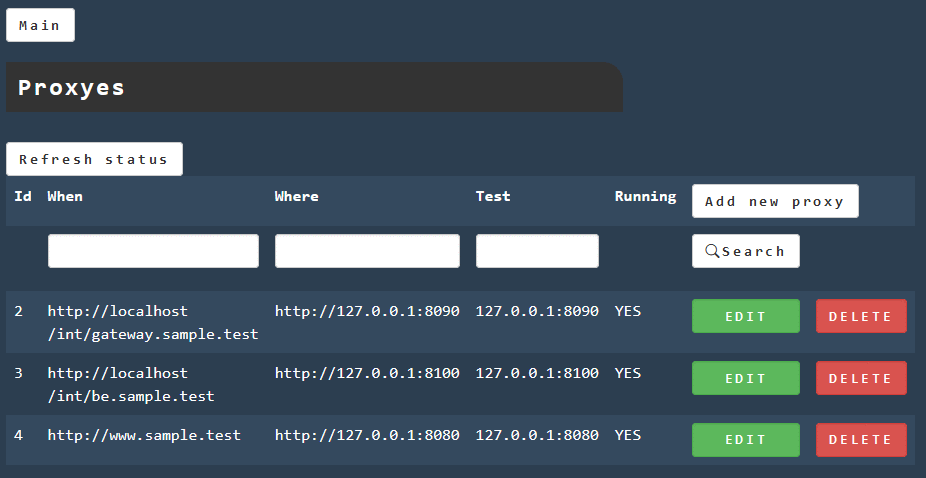 Main
Proxyes
Refresh status
Id When Where Test Running Add new proxy
Search
2 http://localhost http://127.0.0.1:8090 127.0.0.1:8090 YES EDIT DELETE
/int/gateway.sample.test
3 http://localhost http://127.0.0.1:8100 127.0.0.1:8100 YES EDIT DELETE
/int/be.sample.test
4 http://www.sample.test http://127.0.0.1:8080 127.0.0.1:8080 YES EDIT DELETE